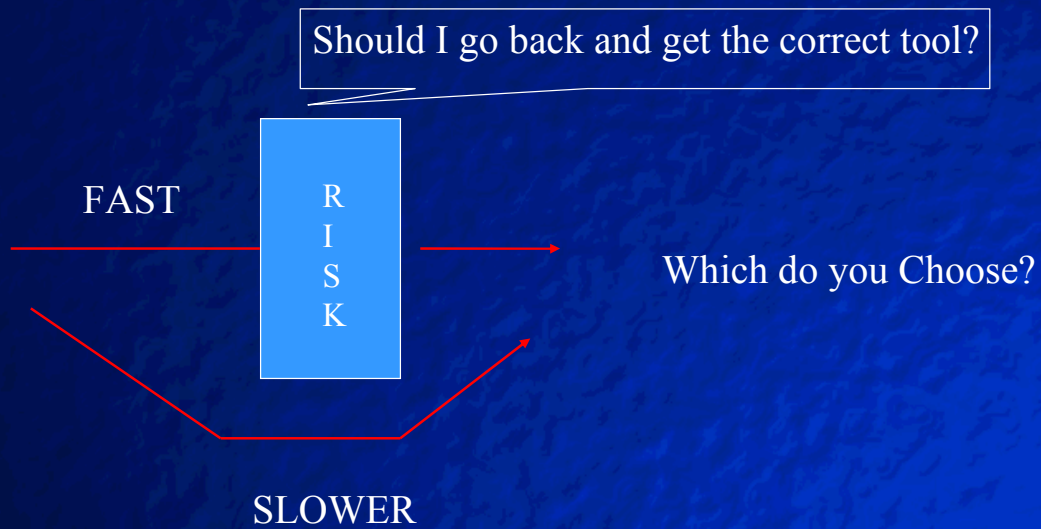 Should I go back and get the correct tool?
FAST
R
I
S
K
Which do you Choose?
SLOWER